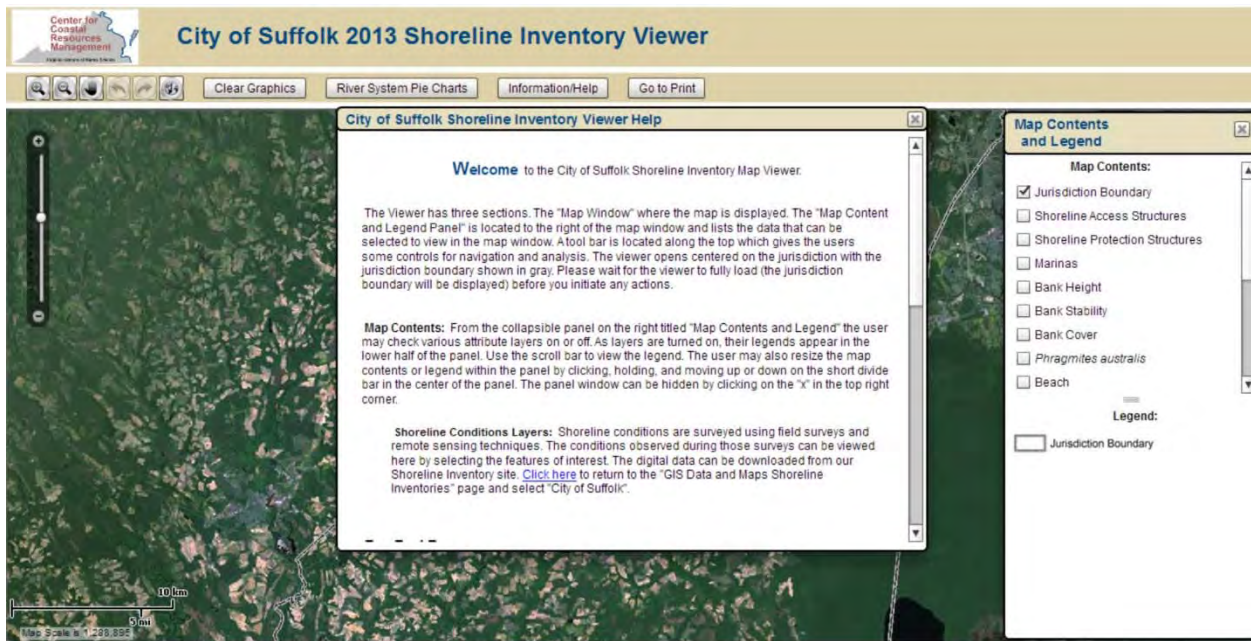 Center for
Coastal
Resources
Management
City of Suffolk 2013 Shoreline Inventory Viewer
Clear Graphics
River System Pie Charts
Information/Help
Go to Print
City of Suffolk Shoreline Inventory Viewer Help
Welcome to the City of Suffolk Shoreline Inventory Map Viewer.
The Viewer has three sections. The "Map Window" where the map is displayed. The "Map Content
and Legend Panel" is located to the right of the map window and lists the data that can be
selected to view in the map window. A tool bar is located along the top which gives the users
some controls for navigation and analysis. The viewer opens centered on the jurisdiction with the
jurisdiction boundary shown in gray. Please wait for the viewer to fully load (the jurisdiction
boundary will be displayed) before you initiate any actions.
Map Contents: From the collapsible panel on the right titled "Map Contents and Legend" the user
may check various attribute layers on or off. As layers are turned on, their legends appear in the
lower half of the panel. Use the scroll bar to view the legend. The user may also resize the map
contents or legend within the panel by clicking, holding, and moving up or down on the short divide
bar in the center of the panel. The panel window can be hidden by clicking on the "x" in the top right
corner.
Shoreline Conditions Layers: Shoreline conditions are surveyed using field surveys and
remote sensing techniques. The conditions observed during those surveys can be viewed
here by selecting the features of interest. The digital data can be downloaded from our
Shoreline Inventory site. Click here to return to the "GIS Data and Maps Shoreline
Inventories" page and select "City of Suffolk".
Map Contents
and Legend
Map Contents:
Jurisdiction Boundary
Shoreline Access Structures
Shoreline Protection Structures
Marinas
Bank Height
Bank Stability
Bank Cover
Phragmites australis
Beach
Legend:
Jurisdiction Boundary
10 km
5 mi
Map Scale is 1:288,895